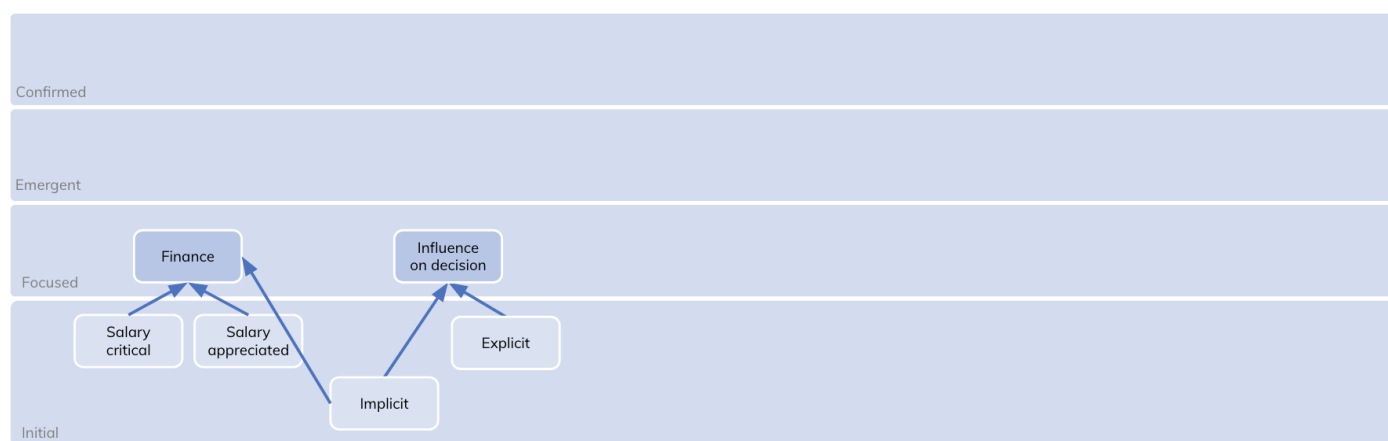 Confirmed
Emergent
Finance
Influence
on decision
Focused
Salary
critical
Salary
appreciated
Explicit
Implicit
Initial